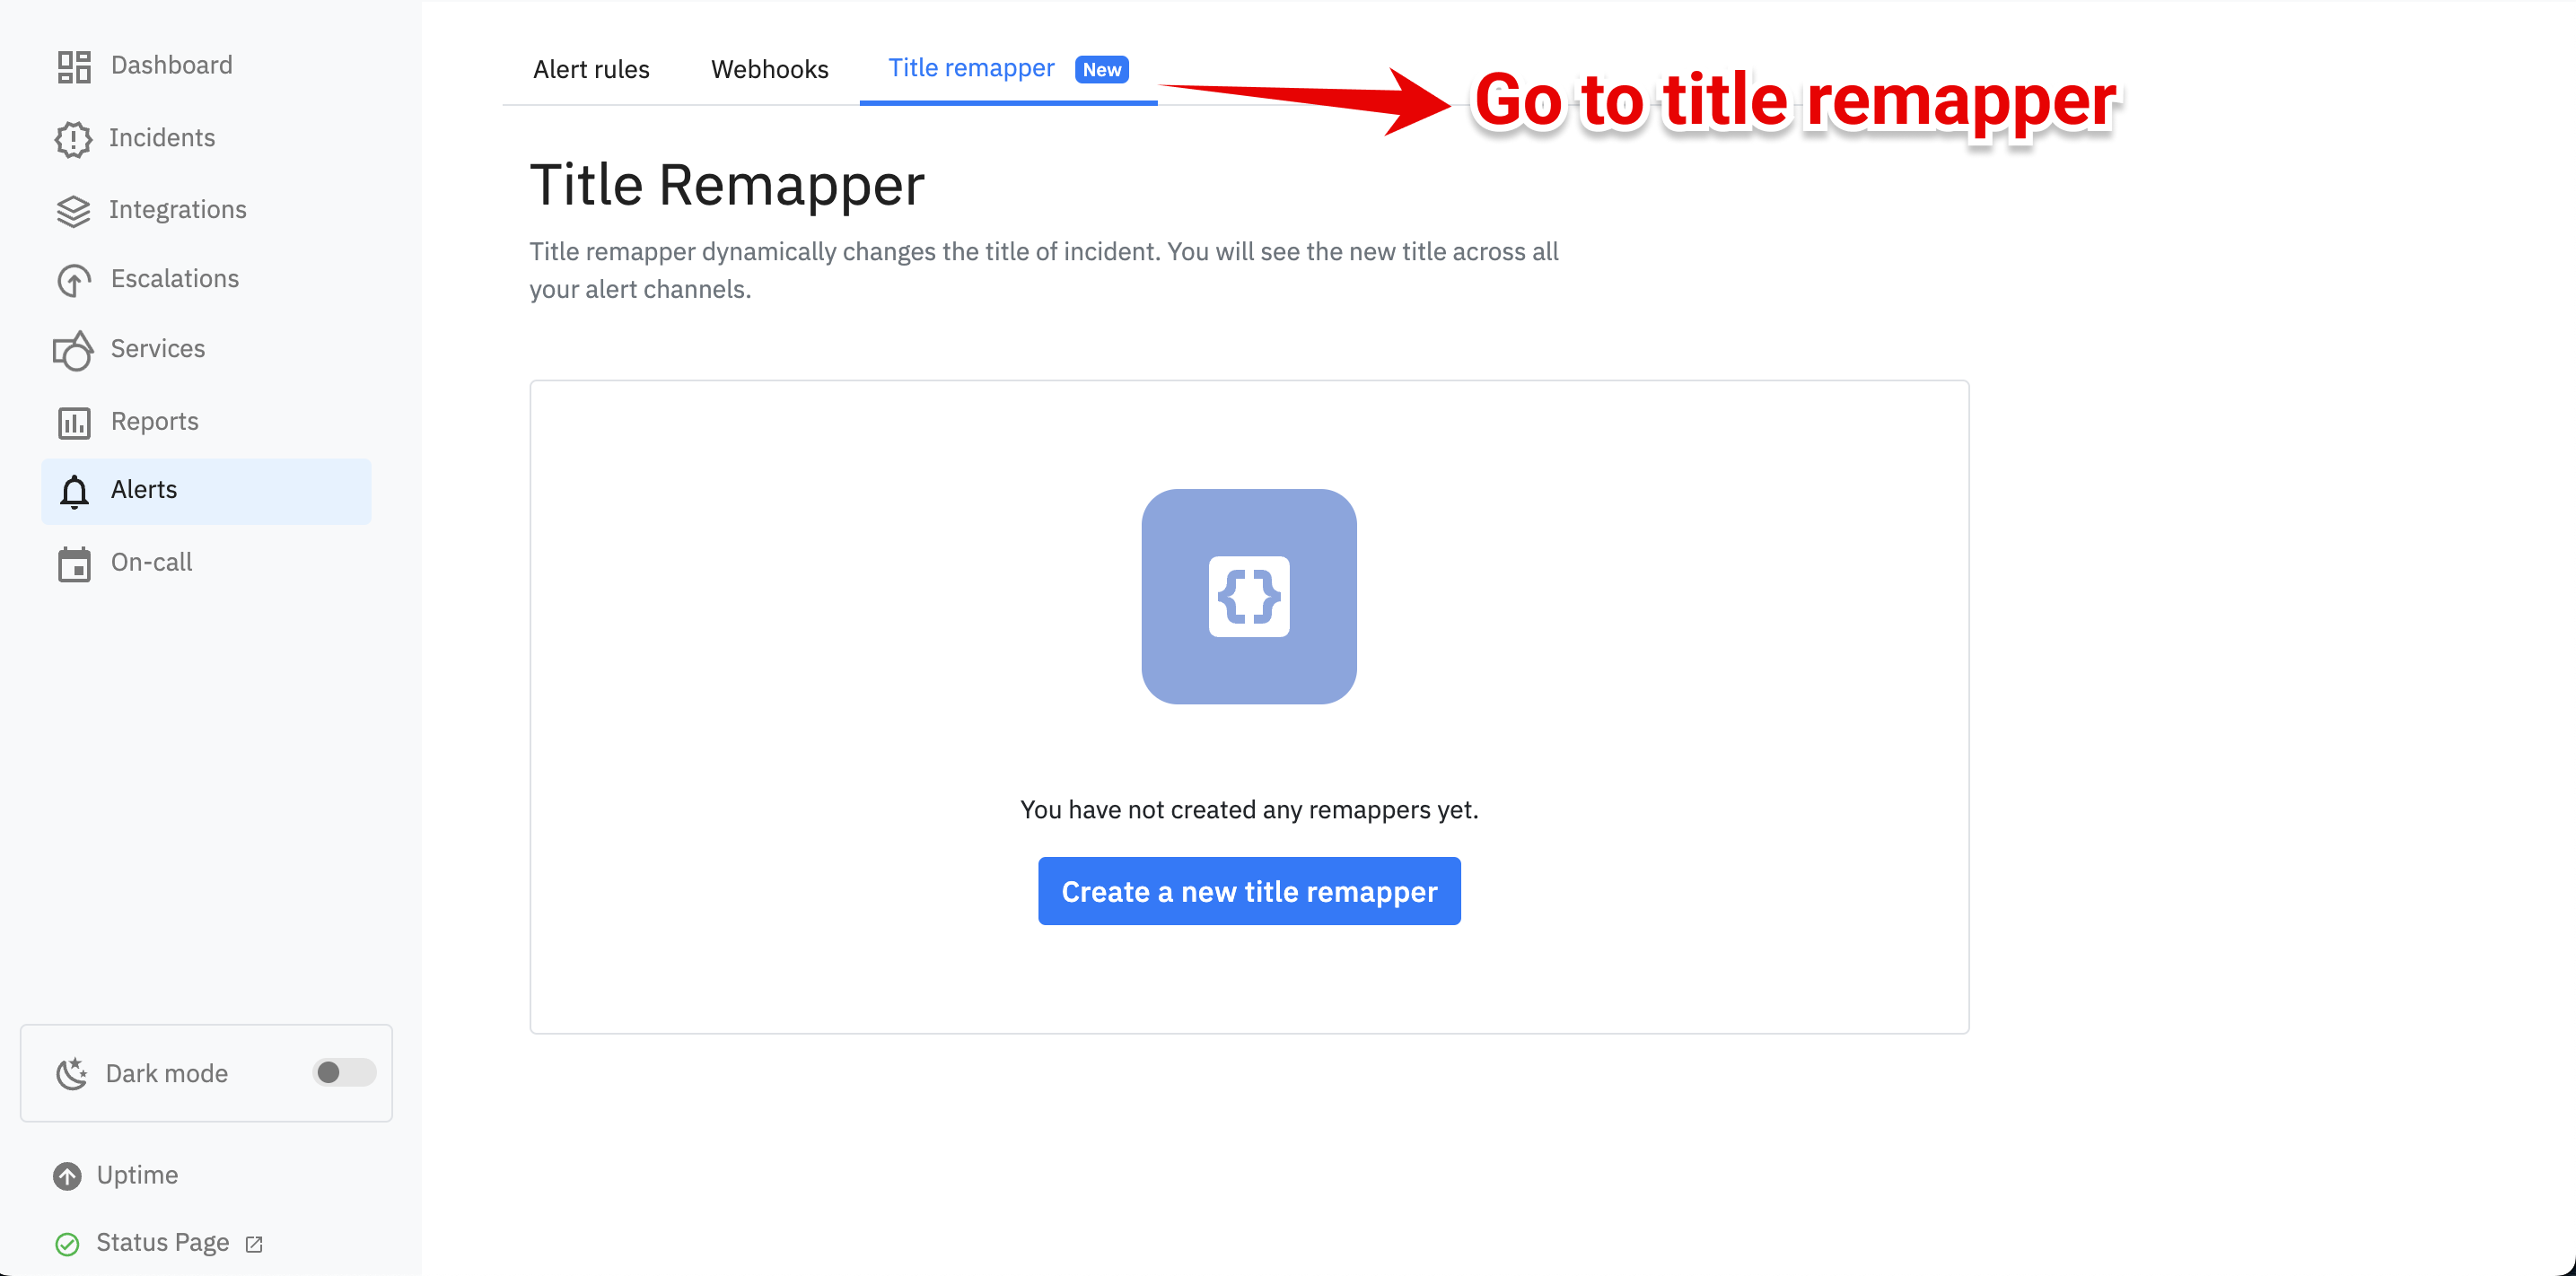 Dashboard
Incidents
Integrations
Escalations
Services
Reports
Alerts
On-call
Dark mode
Uptime
Status Page
Alert rules
Webhooks
Title remapper New
Go to title remapper
Title Remapper
Title remapper dynamically changes the title of incident. You will see the new title across all
your alert channels.
{}
You have not created any remappers yet.
Create a new title remapper